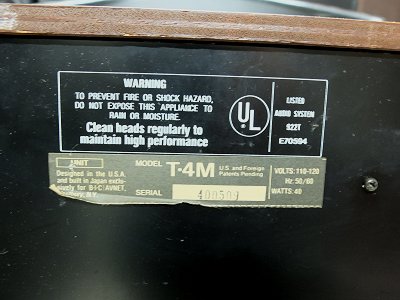 WARNING
TO PREVENT FIRE OR SHOCK HAZARD,
DO NOT EXPOSE THIS APPLIANCE TO
RAIN OR MOISTURE.
Clean heads regularly to
maintain high performance
UL
LISTED
AUDIO SYSTEM
922T
E70594
UNIT
Designed in the U.S.A.
and built in Japan exclu-
sively for B·I·C/AVNET,
N.Y.
MODEL T-4M U.S. and Foreign
Patents Pending
SERIAL
VOLTS: 110-120
Hz: 50/60
WATTS: 40